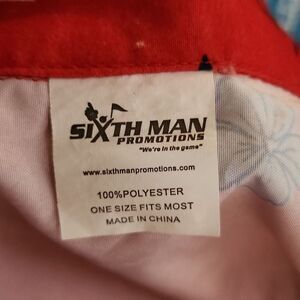 SIXTH MAN
PROMOTIONS
"We're in the game"
www.sixthmanpromotions.com
100%POLYESTER
ONE SIZE FITS MOST
MADE IN CHINA